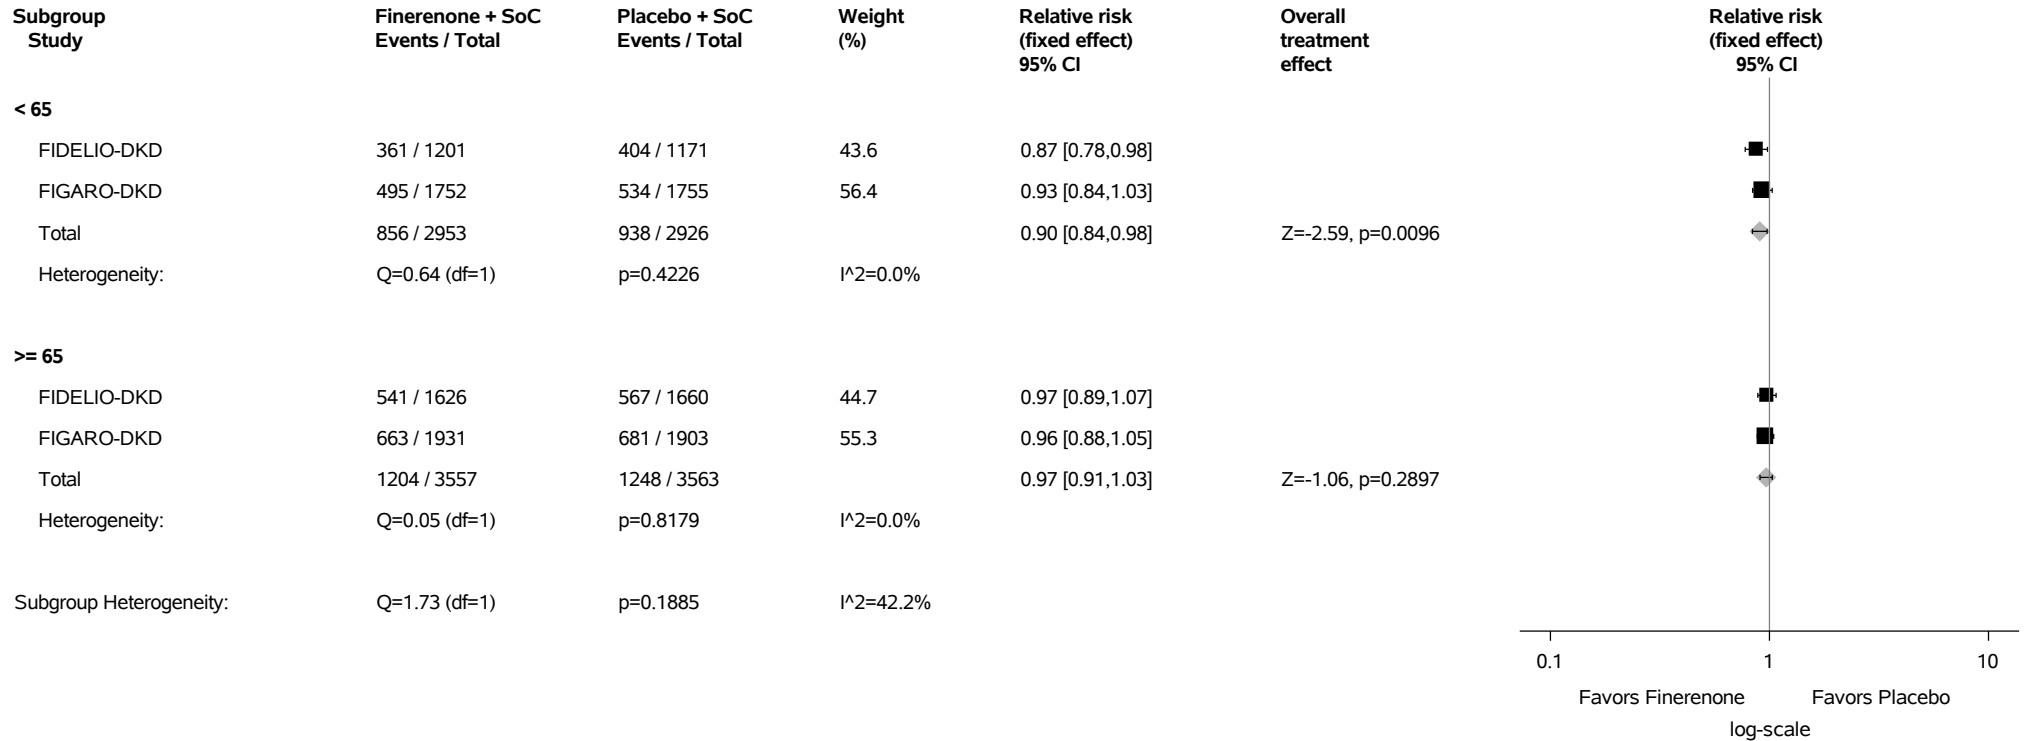 Subgroup Finerenone + SoC Placebo + SoC Weight Relative risk Overall Relative risk
Study Events / Total Events / Total (%) (fixed effect) treatment (fixed effect)
95% CI effect 95% CI
< 65
FIDELIO-DKD 361 / 1201 404 / 1171 43.6 0.87 [0.78,0.98]
FIGARO-DKD 495 / 1752 534 / 1755 56.4 0.93 [0.84,1.03]
Total 856 / 2953 938 / 2926 0.90 [0.84,0.98] Z=-2.59, p=0.0096
Heterogeneity: Q=0.64 (df=1) p=0.4226 I^2=0.0%
>= 65
FIDELIO-DKD 541 / 1626 567 / 1660 44.7 0.97 [0.89,1.07]
FIGARO-DKD 663 / 1931 681 / 1903 55.3 0.96 [0.88,1.05]
Total 1204 / 3557 1248 / 3563 0.97 [0.91,1.03] Z=-1.06, p=0.2897
Heterogeneity: Q=0.05 (df=1) p=0.8179 I^2=0.0%
Subgroup Heterogeneity: Q=1.73 (df=1) p=0.1885 I^2=42.2%
0.1 1 10
Favors Finerenone Favors Placebo
log-scale